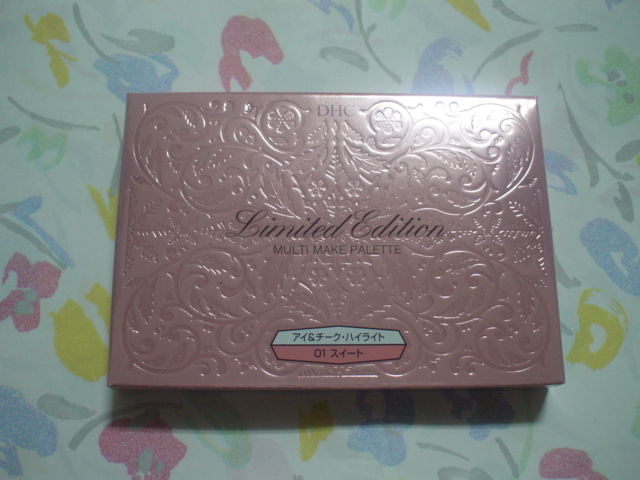 DHC
Limited Edition
MULTI MAKE PALETTE
アイ&チーク・ハイライト
01 スイート